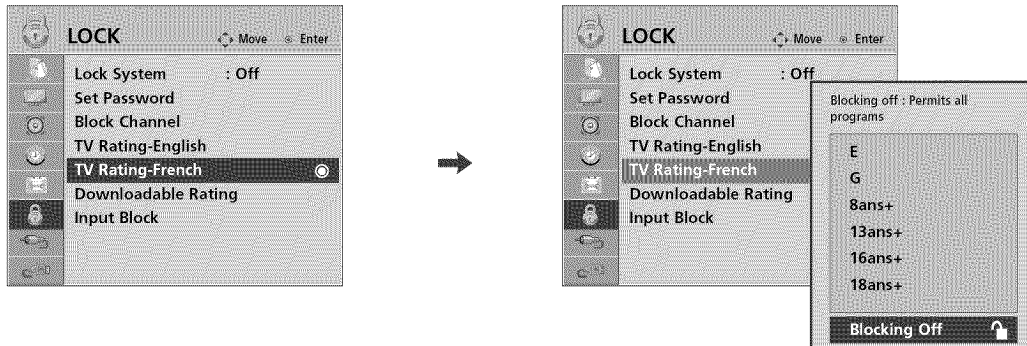 LOCK
Move Enter
Lock System : Off
Set Password
Block Channel
TV Rating-English
TV Rating-French
Downloadable Rating
Input Block
LOCK
Move Enter
Lock System : Off
Set Password
Block Channel
TV Rating-English
TV Rating-French
Downloadable Rating
Input Block
Blocking off : Permits all
programs
E
G
8ans+
13ans+
16ans+
18ans+
Blocking Off